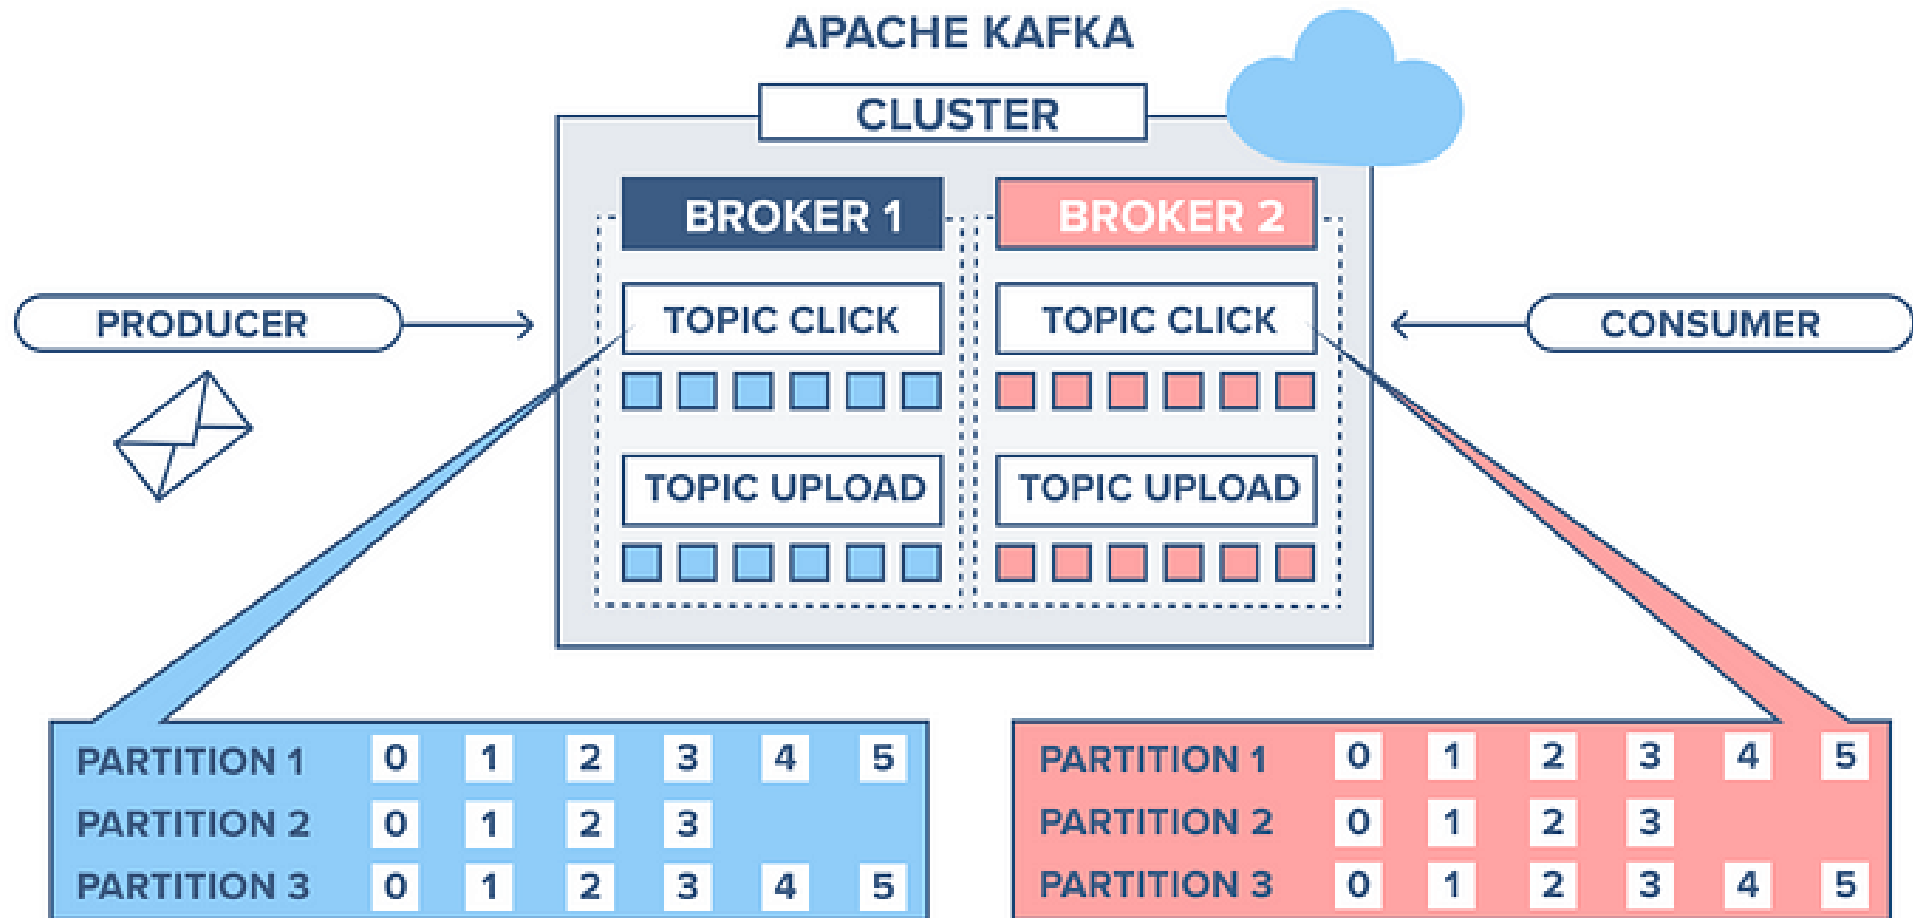 APACHE KAFKA
CLUSTER
BROKER 1
BROKER 2
TOPIC CLICK
TOPIC CLICK
PRODUCER
CONSUMER
TOPIC UPLOAD
TOPIC UPLOAD
PARTITION 1 0 1 2 3 4 5
PARTITION 2 0 1 2 3
PARTITION 3 0 1 2 3 4 5
PARTITION 1 0 1 2 3 4 5
PARTITION 2 0 1 2 3
PARTITION 3 0 1 2 3 4 5